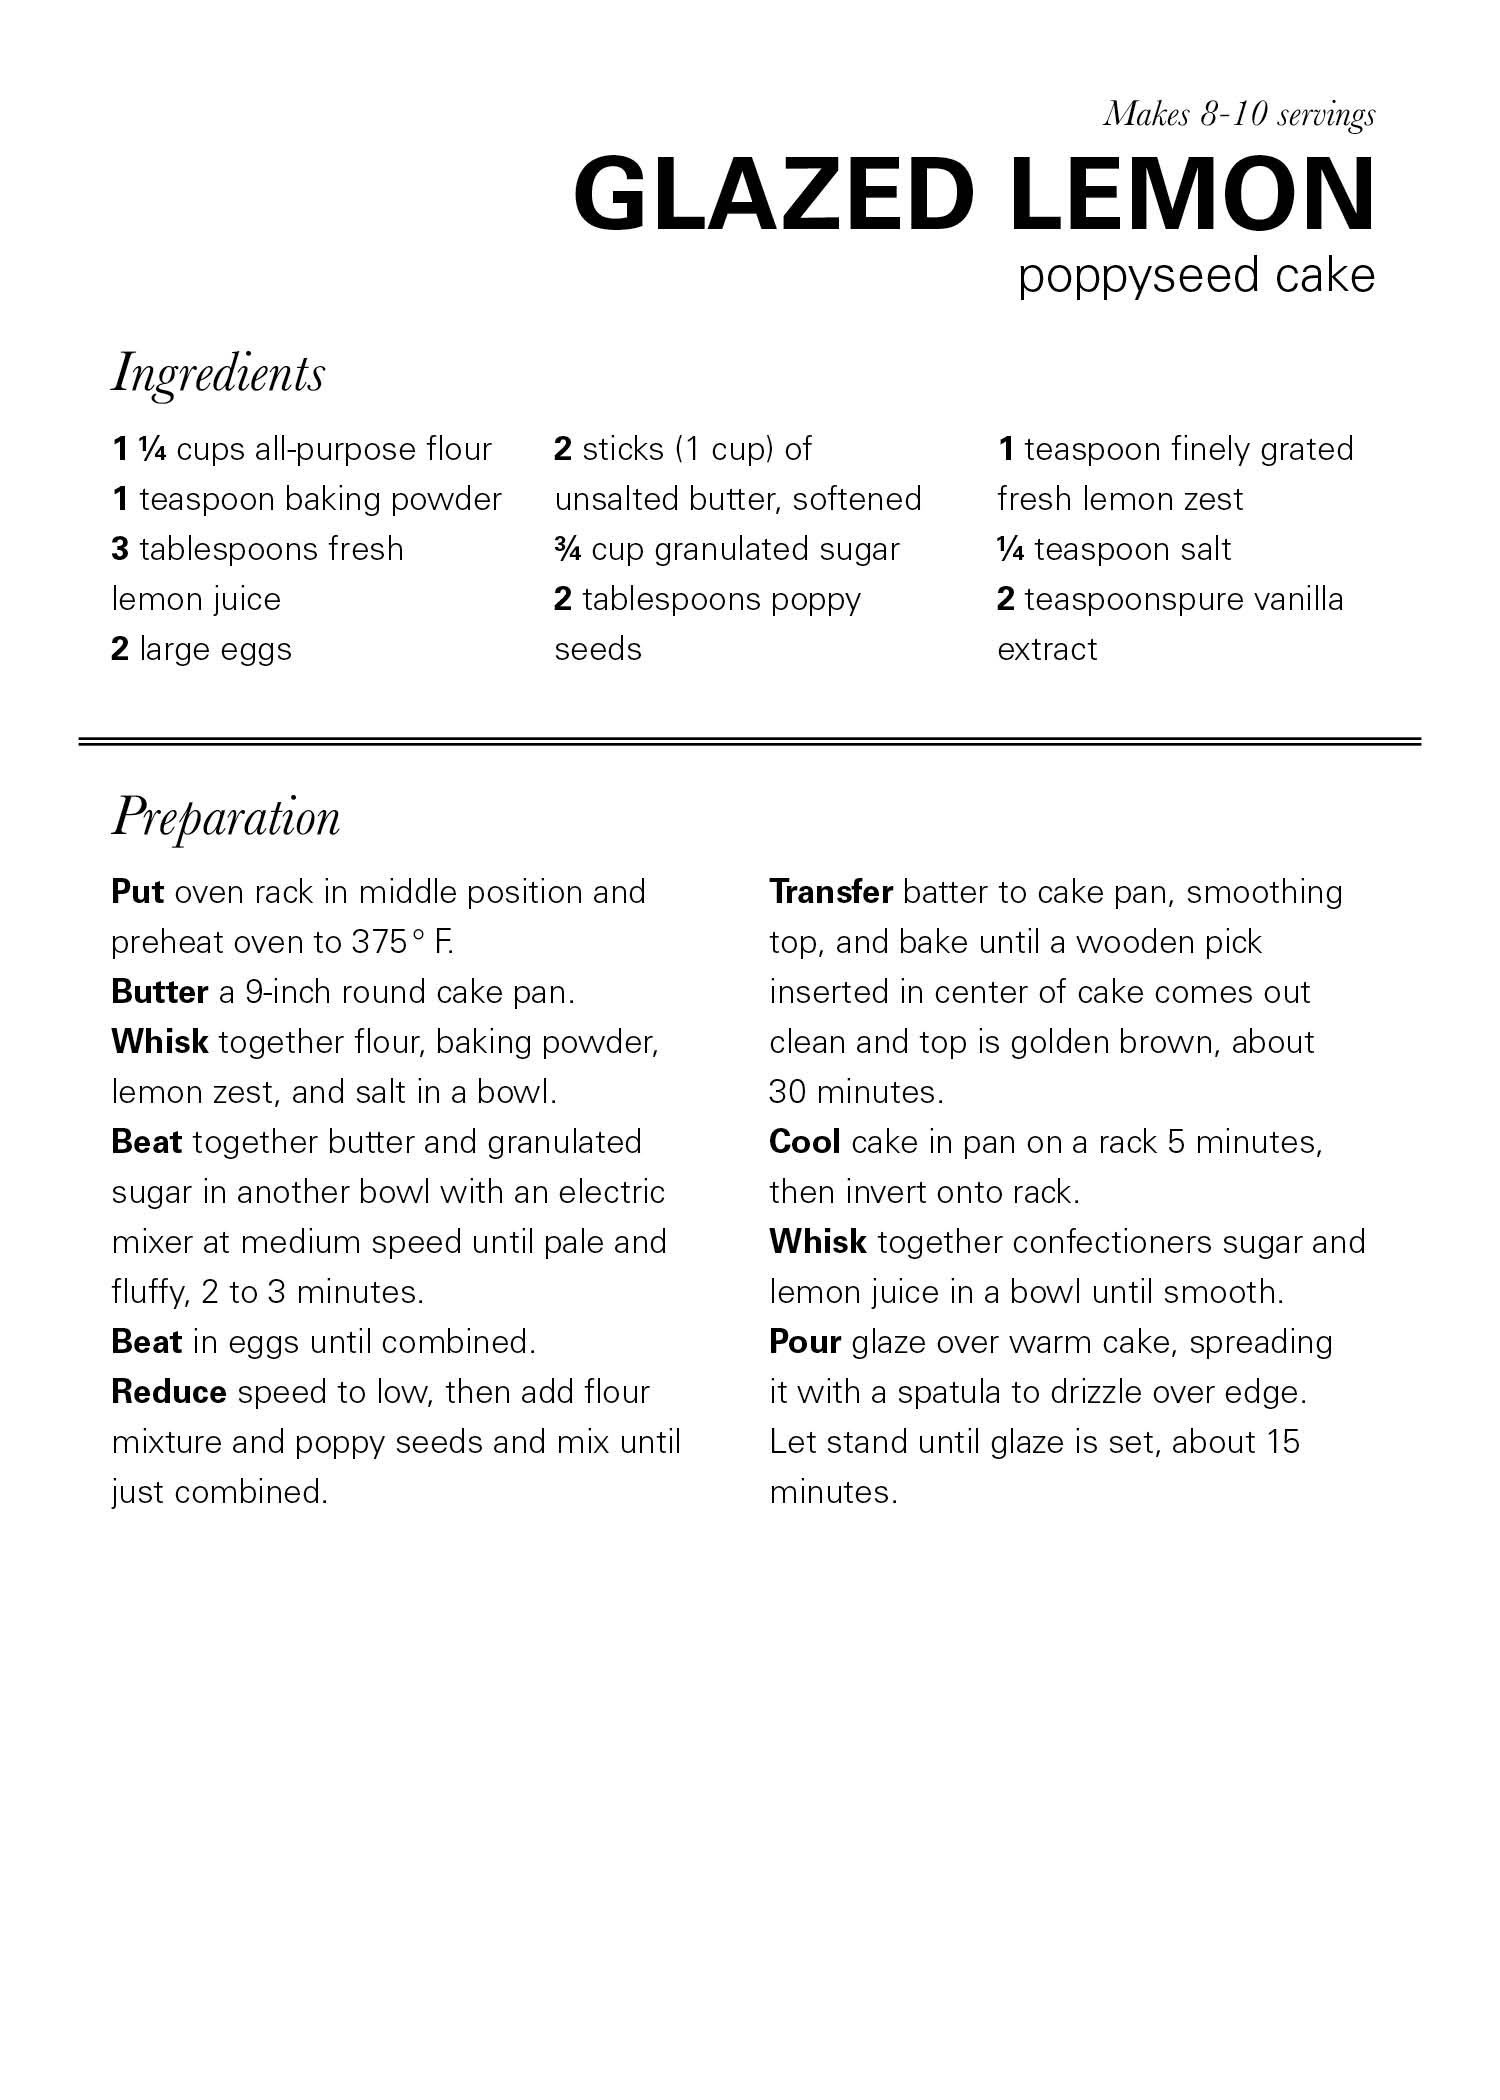 Makes 8-10 servings
GLAZED LEMON
poppyseed cake
Ingredients
1 ¼ cups all-purpose flour
1 teaspoon baking powder
3 tablespoons fresh
lemon juice
2 large eggs
2 sticks (1 cup) of
unsalted butter, softened
¾ cup granulated sugar
2 tablespoons poppy
seeds
1 teaspoon finely grated
fresh lemon zest
¼ teaspoon salt
2 teaspoonspure vanilla
extract
Preparation
Put oven rack in middle position and
preheat oven to 375° F.
Butter a 9-inch round cake pan.
Whisk together flour, baking powder,
lemon zest, and salt in a bowl.
Beat together butter and granulated
sugar in another bowl with an electric
mixer at medium speed until pale and
fluffy, 2 to 3 minutes.
Beat in eggs until combined.
Reduce speed to low, then add flour
mixture and poppy seeds and mix until
just combined.
Transfer batter to cake pan, smoothing
top, and bake until a wooden pick
inserted in center of cake comes out
clean and top is golden brown, about
30 minutes.
Cool cake in pan on a rack 5 minutes,
then invert onto rack.
Whisk together confectioners sugar and
lemon juice in a bowl until smooth.
Pour glaze over warm cake, spreading
it with a spatula to drizzle over edge.
Let stand until glaze is set, about 15
minutes.